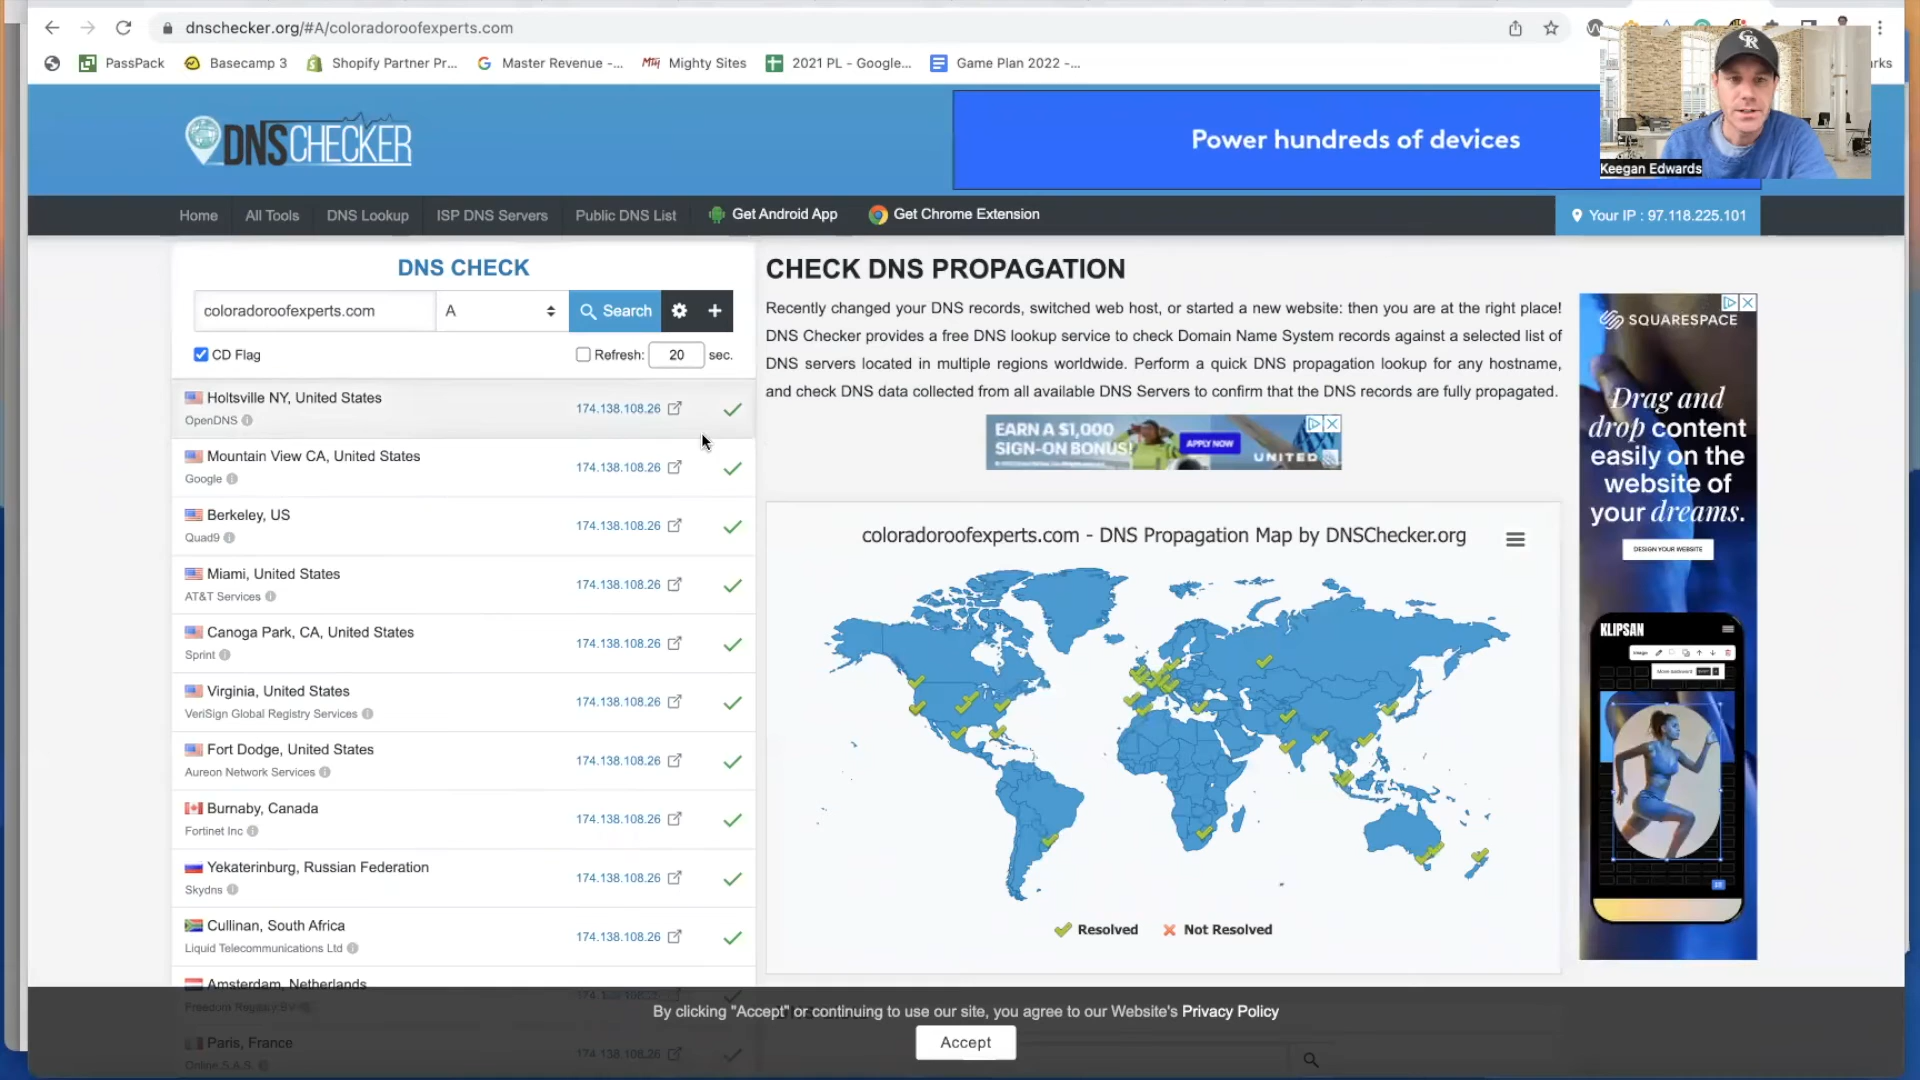 dnschecker.org/#A/coloradoroofexperts.com
PassPack
Basecamp 3
Shopify Partner Pr...
Master Revenue -...
Mighty Sites
2021 PL - Google...
Game Plan 2022 -...
rks
GR
Keegan Edwards
DNSCHECKER
Power hundreds of devices
Home
All Tools
DNS Lookup
ISP DNS Servers
Public DNS List
Get Android App
Get Chrome Extension
Your IP : 97.118.225.101
DNS CHECK
coloradoroofexperts.com
A
Search
CD Flag
Refresh: 20 sec.
Holtsville NY, United States
OpenDNS
174.138.108.26
Mountain View CA, United States
Google
174.138.108.26
Berkeley, US
Quad9
174.138.108.26
Miami, United States
AT&T Services
174.138.108.26
Canoga Park, CA, United States
Sprint
174.138.108.26
Virginia, United States
VeriSign Global Registry Services
174.138.108.26
Fort Dodge, United States
Aureon Network Services
174.138.108.26
Burnaby, Canada
Fortinet Inc
174.138.108.26
Yekaterinburg, Russian Federation
Skydns
174.138.108.26
Cullinan, South Africa
Liquid Telecommunications Ltd
174.138.108.26
Amsterdam, Netherlands
Paris, France
Online S.A.S.
174.138.108.26
CHECK DNS PROPAGATION
Recently changed your DNS records, switched web host, or started a new website: then you are at the right place!
DNS Checker provides a free DNS lookup service to check Domain Name System records against a selected list of
DNS servers located in multiple regions worldwide. Perform a quick DNS propagation lookup for any hostname,
and check DNS data collected from all available DNS Servers to confirm that the DNS records are fully propagated.
EARN A $1,000
SIGN-ON BONUS!
APPLY NOW
UNITED
coloradoroofexperts.com - DNS Propagation Map by DNSChecker.org
Resolved
Not Resolved
SQUARESPACE
Drag and
drop content
easily on the
website of
your dreams.
DESIGN YOUR WEBSITE
KLIPSAN
Image
By clicking "Accept" or continuing to use our site, you agree to our Website's Privacy Policy
Accept